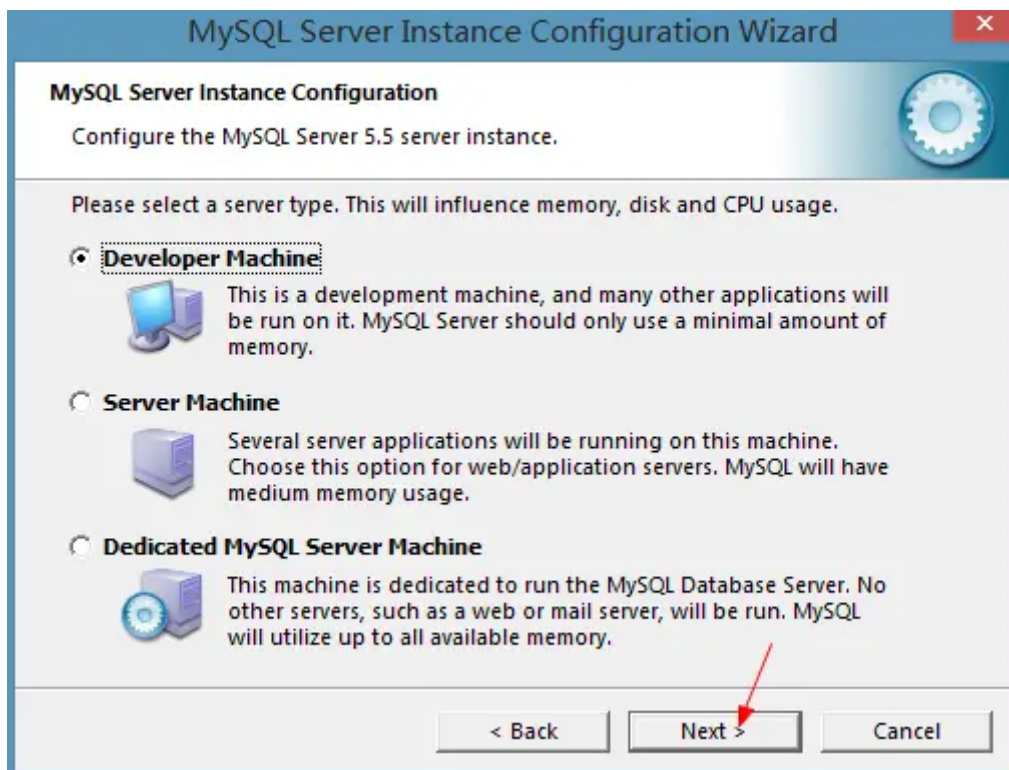 MySQL Server Instance Configuration Wizard
MySQL Server Instance Configuration
Configure the MySQL Server 5.5 server instance.
Please select a server type. This will influence memory, disk and CPU usage.
Developer Machine
This is a development machine, and many other applications will
be run on it. MySQL Server should only use a minimal amount of
memory.
Server Machine
Several server applications will be running on this machine.
Choose this option for web/application servers. MySQL will have
medium memory usage.
Dedicated MySQL Server Machine
This machine is dedicated to run the MySQL Database Server. No
other servers, such as a web or mail server, will be run. MySQL
will utilize up to all available memory.
< Back
Next >
Cancel